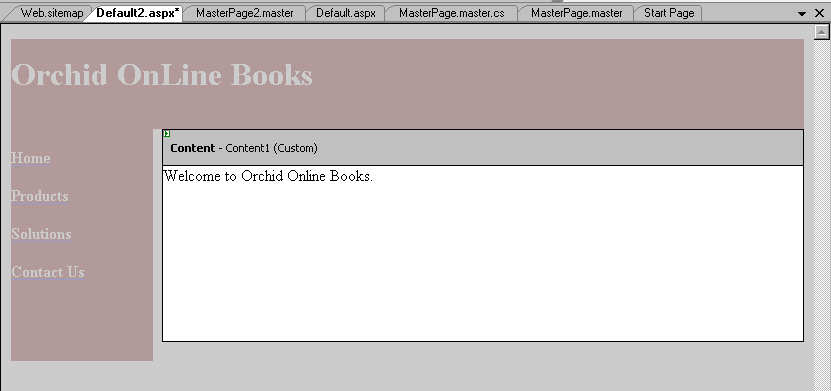 Web.sitemap Default2.aspx* MasterPage2.master Default.aspx MasterPage.master.cs MasterPage.master Start Page
Orchid OnLine Books
Home
Products
Solutions
Contact Us
Content - Content1 (Custom)
Welcome to Orchid Online Books.